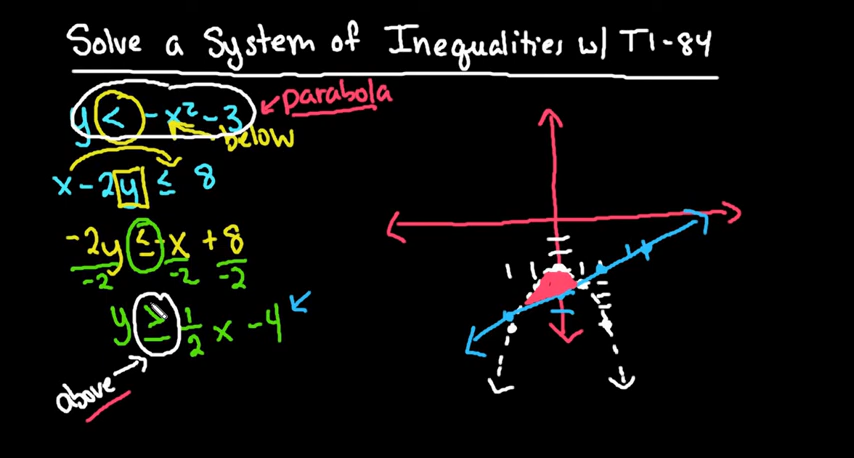 Solve a System of Inequalities w/ TI-84
y < -x² - 3
parabola
below
x - 2y ≤ 8
-2y ≤ -x + 8
-2 -2 -2
y ≥ 1/2 x - 4
above